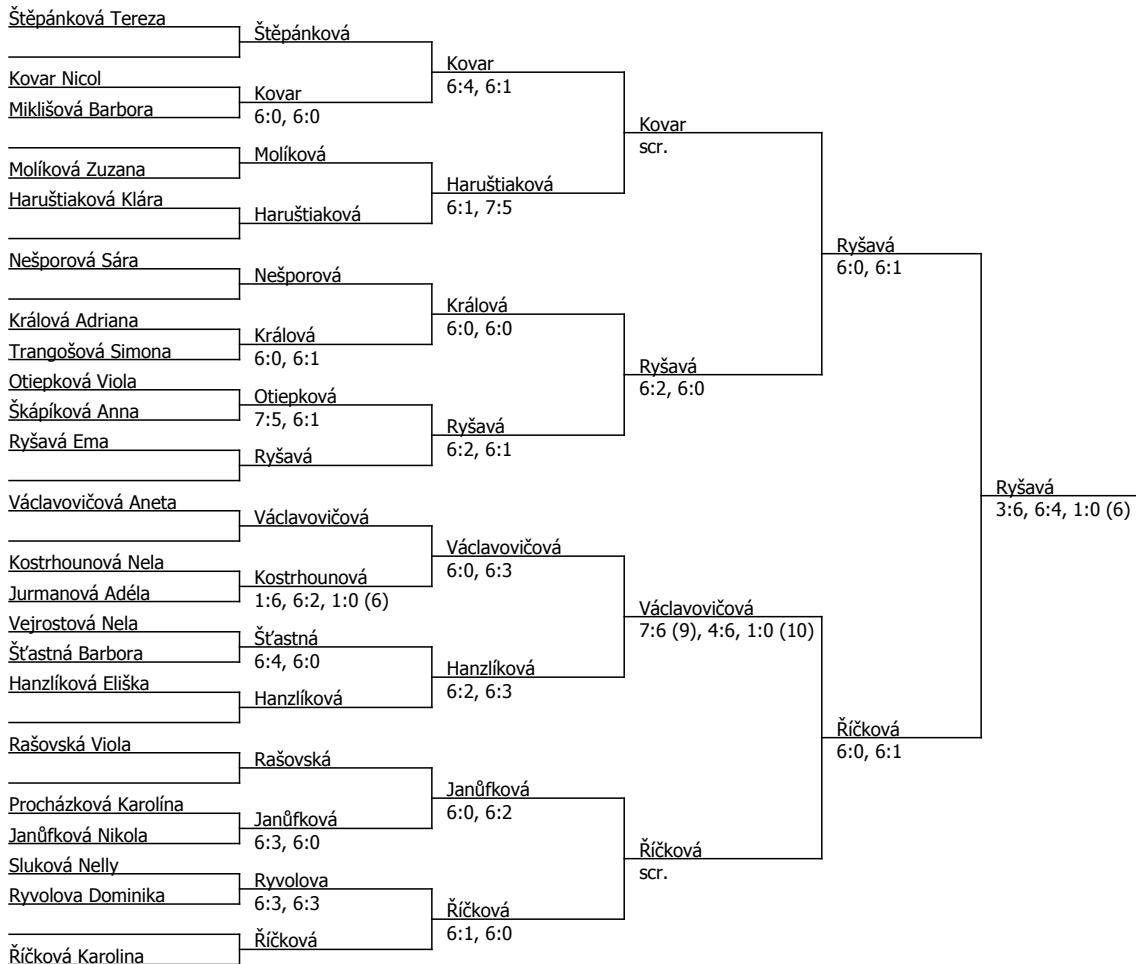 Štěpánková Tereza
Kovar Nicol
Miklišová Barbora
Molíková Zuzana
Haruštiaková Klára
Nešporová Sára
Králová Adriana
Trangošová Simona
Otiepková Viola
Škápíková Anna
Ryšavá Ema
Václavovičová Aneta
Kostrhounová Nela
Jurmanová Adéla
Vejrostová Nela
Šťastná Barbora
Hanzlíková Eliška
Rašovská Viola
Procházková Karolína
Janůfková Nikola
Sluková Nelly
Ryvolova Dominika
Říčková Karolina
Štěpánková
Kovar
6:0, 6:0
Molíková
Haruštiaková
Nešporová
Králová
6:0, 6:1
Otiepková
7:5, 6:1
Ryšavá
Václavovičová
Kostrhounová
1:6, 6:2, 1:0 (6)
Šťastná
6:4, 6:0
Hanzlíková
Rašovská
Janůfková
6:3, 6:0
Ryvolova
6:3, 6:3
Říčková
Kovar
6:4, 6:1
Haruštiaková
6:1, 7:5
Králová
6:0, 6:0
Ryšavá
6:2, 6:1
Václavovičová
6:0, 6:3
Hanzlíková
6:2, 6:3
Janůfková
6:0, 6:2
Říčková
6:1, 6:0
Kovar
scr.
Ryšavá
6:2, 6:0
Václavovičová
7:6 (9), 4:6, 1:0 (10)
Říčková
scr.
Ryšavá
6:0, 6:1
Říčková
6:0, 6:1
Ryšavá
3:6, 6:4, 1:0 (6)